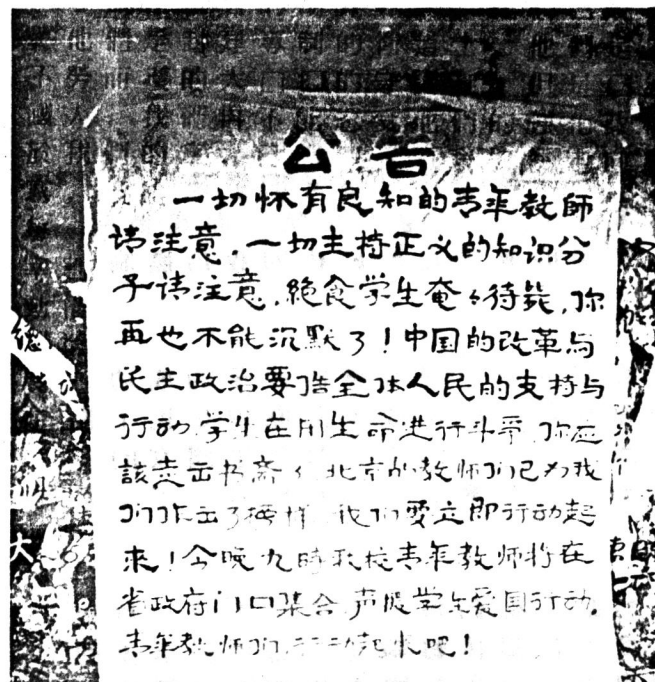 公告
一切怀有良知的青年教師
请注意，一切主持正义的知识分
子请注意，絶食学生奄々待毙，你
再也不能沉默了！中国的改革与
民主政治要借全体人民的支持与
行动，学生在用生命进行斗争，你应
該走出书斋，北京的教师们已为我
们作出了榜样，我们要立即行动起
来！今晚九時我校青年教师将在
省政府门口集合，声援学生爱国行动。
青年教师们，行动起来吧！